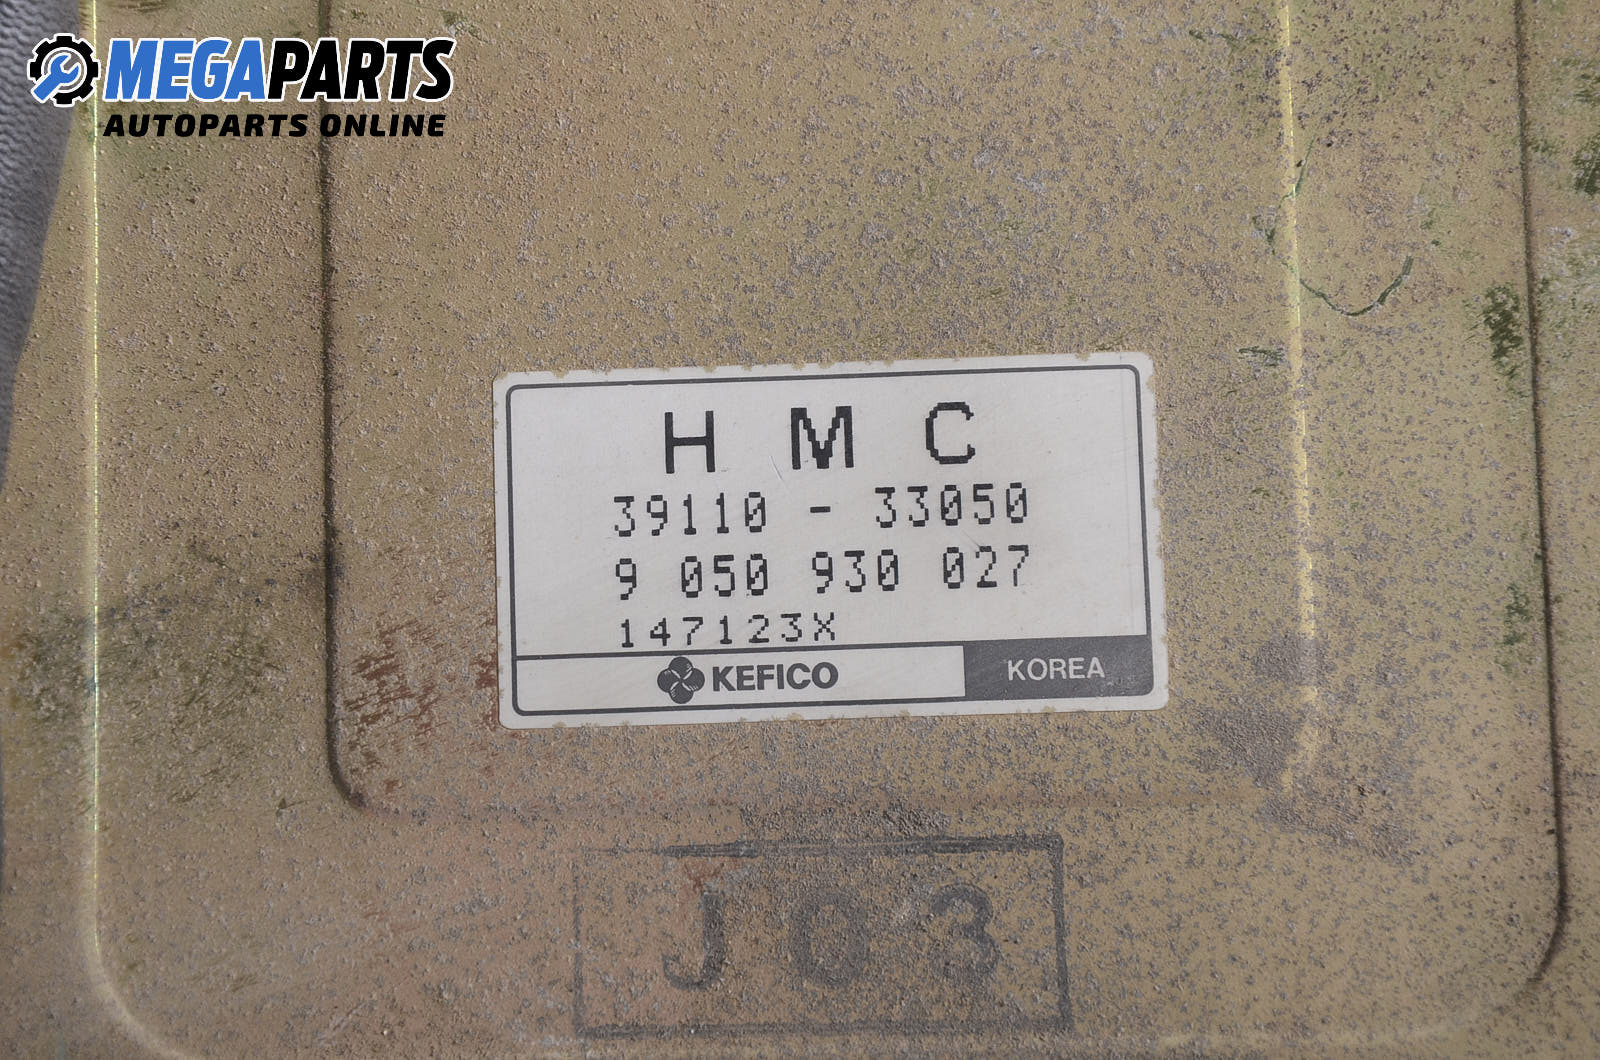 MEGAPARTS
AUTOPARTS ONLINE
H M C
39110 - 33050
9 050 930 027
147123X
KEFICO
KOREA
J03